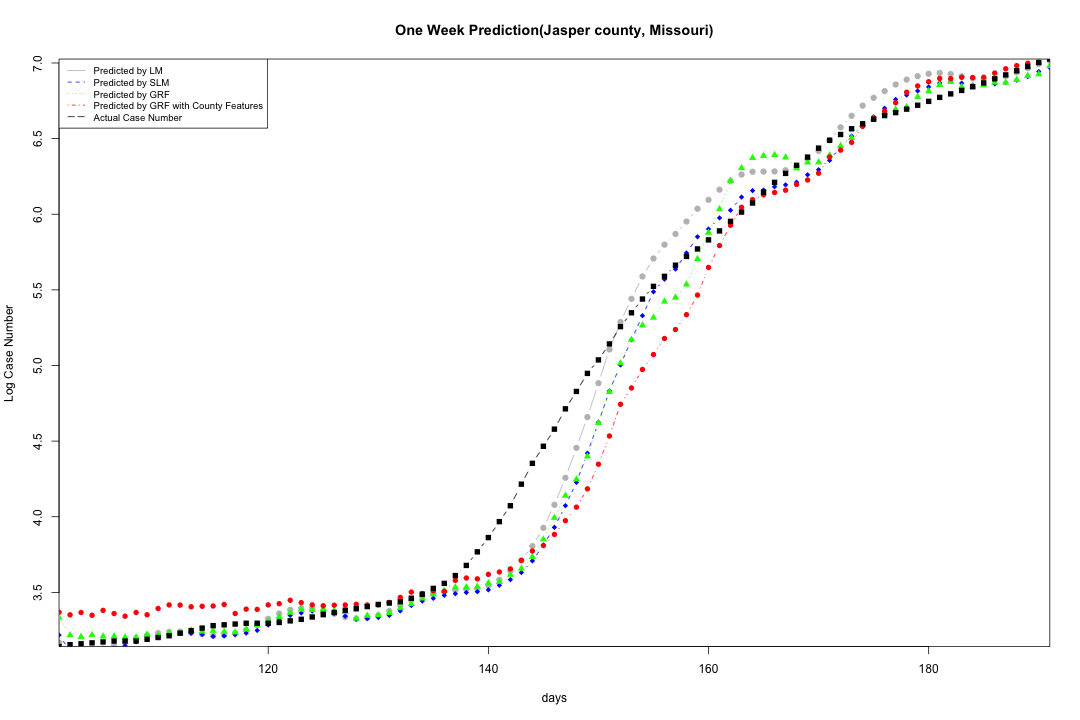 One Week Prediction(Jasper county, Missouri)
Predicted by LM
Predicted by SLM
Predicted by GRF
Predicted by GRF with County Features
Actual Case Number
7.0
6.5
6.0
5.5
5.0
4.5
4.0
3.5
Log Case Number
120
140
160
180
days